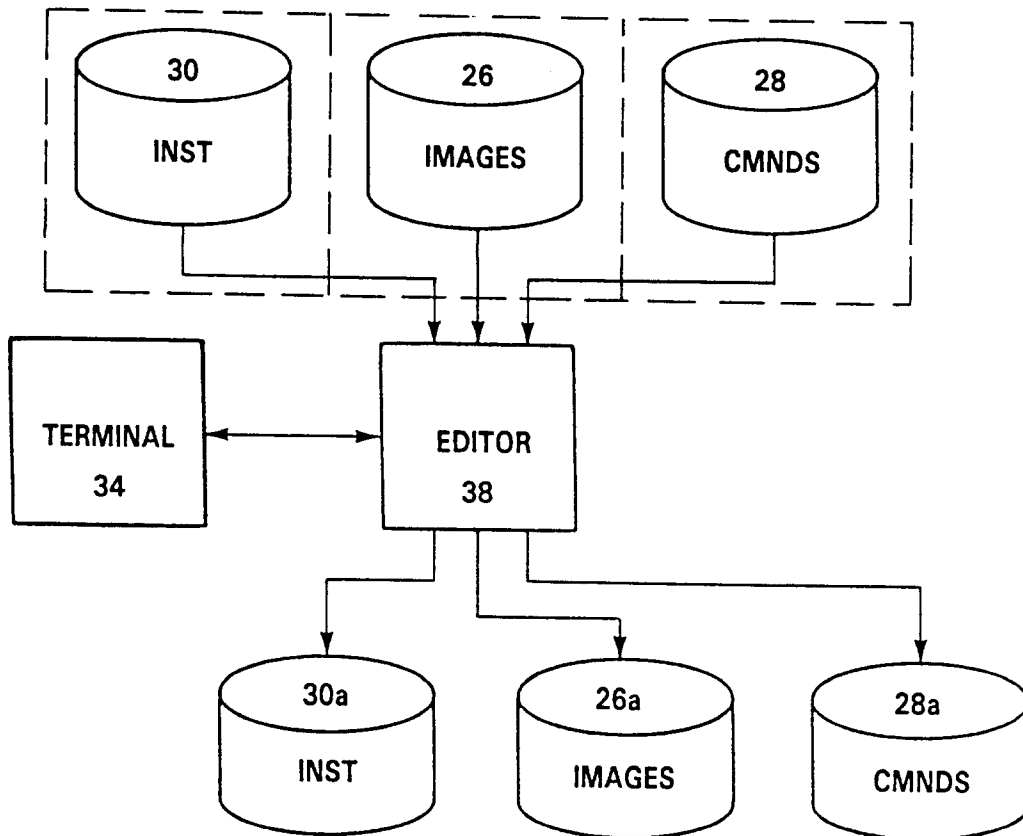 30
INST
26
IMAGES
28
CMNDS
TERMINAL
34
EDITOR
38
30a
INST
26a
IMAGES
28a
CMNDS